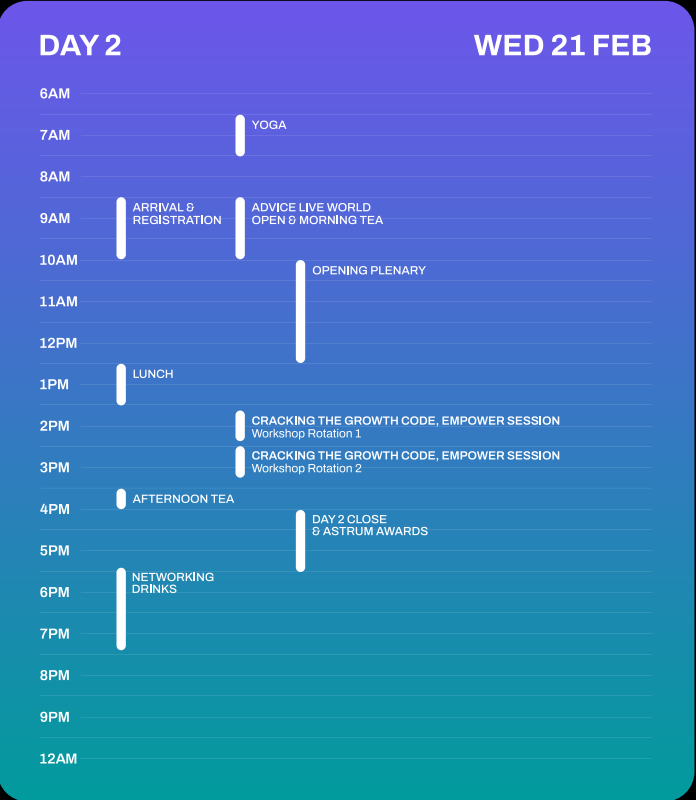 DAY 2
WED 21 FEB
6AM
YOGA
7AM
8AM
ARRIVAL &
REGISTRATION
ADVICE LIVE WORLD
OPEN & MORNING TEA
9AM
10AM
OPENING PLENARY
11AM
12PM
LUNCH
1PM
2PM
CRACKING THE GROWTH CODE, EMPOWER SESSION
Workshop Rotation 1
CRACKING THE GROWTH CODE, EMPOWER SESSION
Workshop Rotation 2
3PM
AFTERNOON TEA
4PM
DAY 2 CLOSE
& ASTRUM AWARDS
5PM
NETWORKING
DRINKS
6PM
7PM
8PM
9PM
12AM